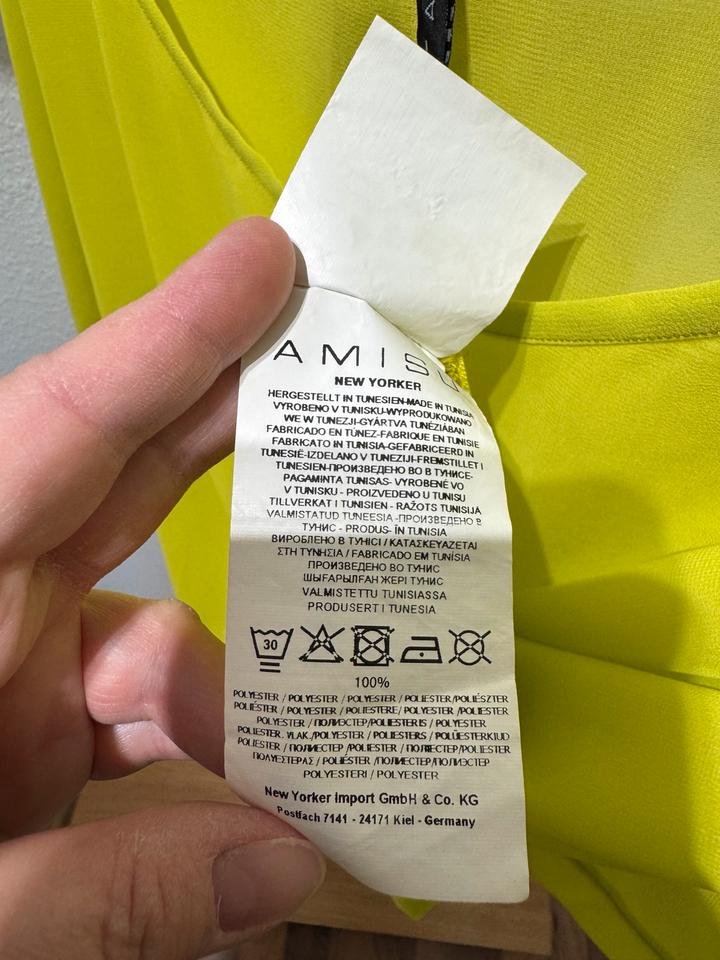 AMISU
NEW YORKER
HERGESTELLT IN TUNESIEN-MADE IN TUNISIA
VYROBENO V TUNISKU-WYPRODUKOWANO
WE W TUNEZJI-GYÁRTVA TUNÉZIÁBAN
FABRICADO EN TÚNEZ-FABRIQUE EN TUNISIE
FABRICATO IN TUNISIA-GEFABRICEERD IN
TUNESIË-IZDELANO V TUNEZIJI-FREMSTILLET I
TUNESIEN-ПРОИЗВЕДЕНО ВО В ТУНИСЕ-
PAGAMINTA TUNISAS- VYROBENÉ VO
V TUNISKU - PROIZVEDENO U TUNISU
TILLVERKAT I TUNISIEN - RAŽOTS TUNISIJĀ
VALMISTATUD TUNEESIA -ПРОИЗВЕДЕНО В
ТУНИС - PRODUS- ÎN TUNISIA
ВИРОБЛЕНО В ТУНІСІ / ΚΑΤΑΣΚΕΥΑΖΕΤΑΙ
ΣΤΗ ΤΥΝΗΣΙΑ / FABRICADO EM TUNÍSIA
ПРОИЗВЕДЕНО ВО ТУНИС
ШЫҒАРЫЛҒАН ЖЕРІ ТУНИС
VALMISTETTU TUNISIASSA
PRODUSERT I TUNESIA
30
100%
POLYESTER / POLYESTER / POLYESTER / POLIESTER /POLIÉSZTER
POLIÉSTER / POLYESTER / POLIESTERE/ POLYESTER /POLIESTER
POLYESTER / ПОЛИЭСТЕР/POLIESTERIS / POLYESTER
POLIESTER. VLAK./POLYESTER / POLIESTERS / POLÜESTERKIUD
POLIESTER / ПОЛИЕСТЕР /POLIESTER / ПОЛІЕСТЕР/POLIESTER
ΠΟΛΥΕΣΤΕΡΑΣ / POLIÉSTER /ПОЛИЕСТЕР/ПОЛИЭСТЕР
POLYESTERI / POLYESTER
New Yorker Import GmbH & Co. KG
Postfach 7141 - 24171 Kiel - Germany